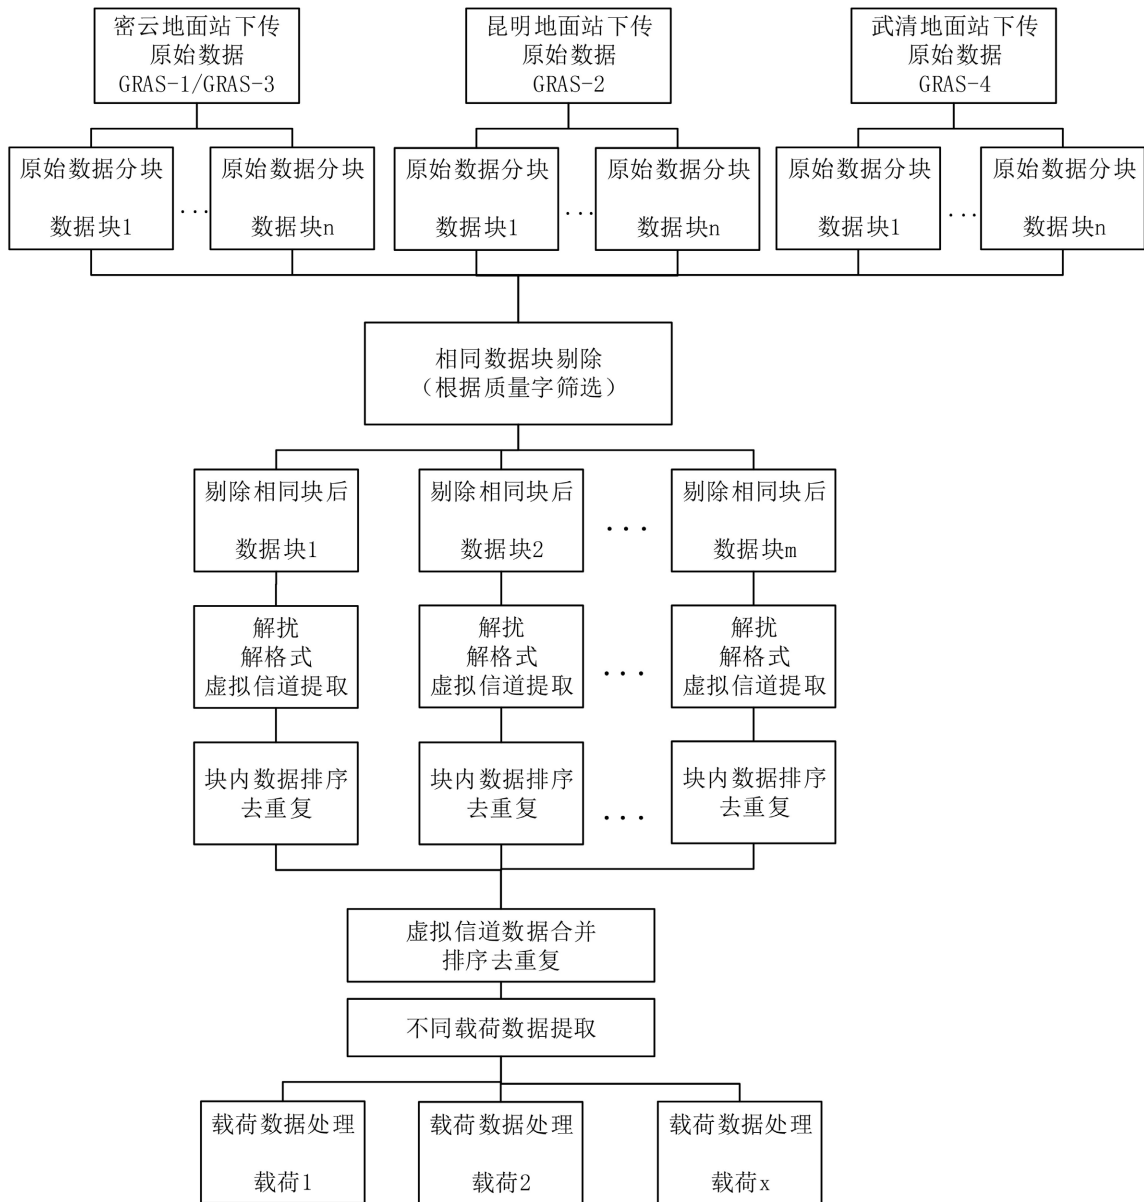 密云地面站下传
原始数据
GRAS-1/GRAS-3
昆明地面站下传
原始数据
GRAS-2
武清地面站下传
原始数据
GRAS-4
原始数据分块
数据块1
...
原始数据分块
数据块n
原始数据分块
数据块1
...
原始数据分块
数据块n
原始数据分块
数据块1
...
原始数据分块
数据块n
相同数据块剔除
（根据质量字筛选）
剔除相同块后
数据块1
剔除相同块后
数据块2
...
剔除相同块后
数据块m
解扰
解格式
虚拟信道提取
解扰
解格式
虚拟信道提取
...
解扰
解格式
虚拟信道提取
块内数据排序
去重复
块内数据排序
去重复
...
块内数据排序
去重复
虚拟信道数据合并
排序去重复
不同载荷数据提取
载荷数据处理
载荷1
载荷数据处理
载荷2
载荷数据处理
载荷x